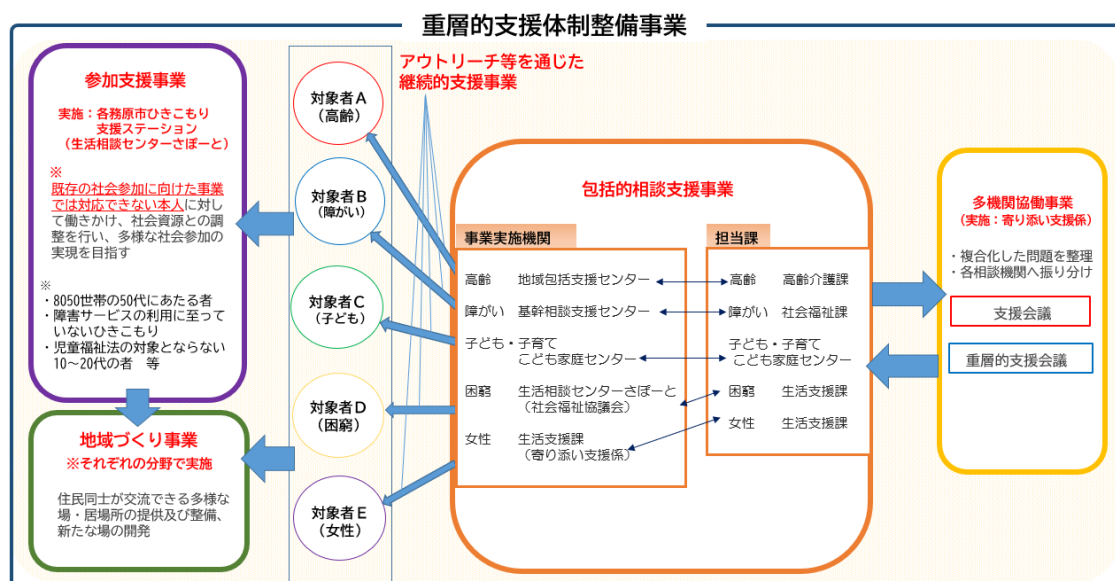 重層的支援体制整備事業
参加支援事業
実施：各務原市ひきこもり
支援ステーション
（生活相談センターさぽーと）
※
既存の社会参加に向けた事業
では対応できない本人に対し
て働きかけ、社会資源との調
整を行い、多様な社会参加の
実現を目指す
※
・8050世帯の50代にあたる者
・障害サービスの利用に至って
いないひきこもり
・児童福祉法の対象とならない
10～20代の者　等
地域づくり事業
※それぞれの分野で実施
住民同士が交流できる多様な
場・居場所の提供及び整備、
新たな場の開発
対象者A
（高齢）
対象者B
（障がい）
対象者C
（子ども）
対象者D
（困窮）
対象者E
（女性）
アウトリーチ等を通じた
継続的支援事業
包括的相談支援事業
事業実施機関
高齢　地域包括支援センター
障がい　基幹相談支援センター
子ども・子育て
こども家庭センター
困窮　生活相談センターさぽーと
（社会福祉協議会）
女性　生活支援課
（寄り添い支援係）
担当課
高齢　高齢介護課
障がい　社会福祉課
子ども・子育て
こども家庭センター
困窮　生活支援課
女性　生活支援課
多機関協働事業
（実施：寄り添い支援係）
・複合化した問題を整理
・各相談機関へ振り分け
支援会議
重層的支援会議